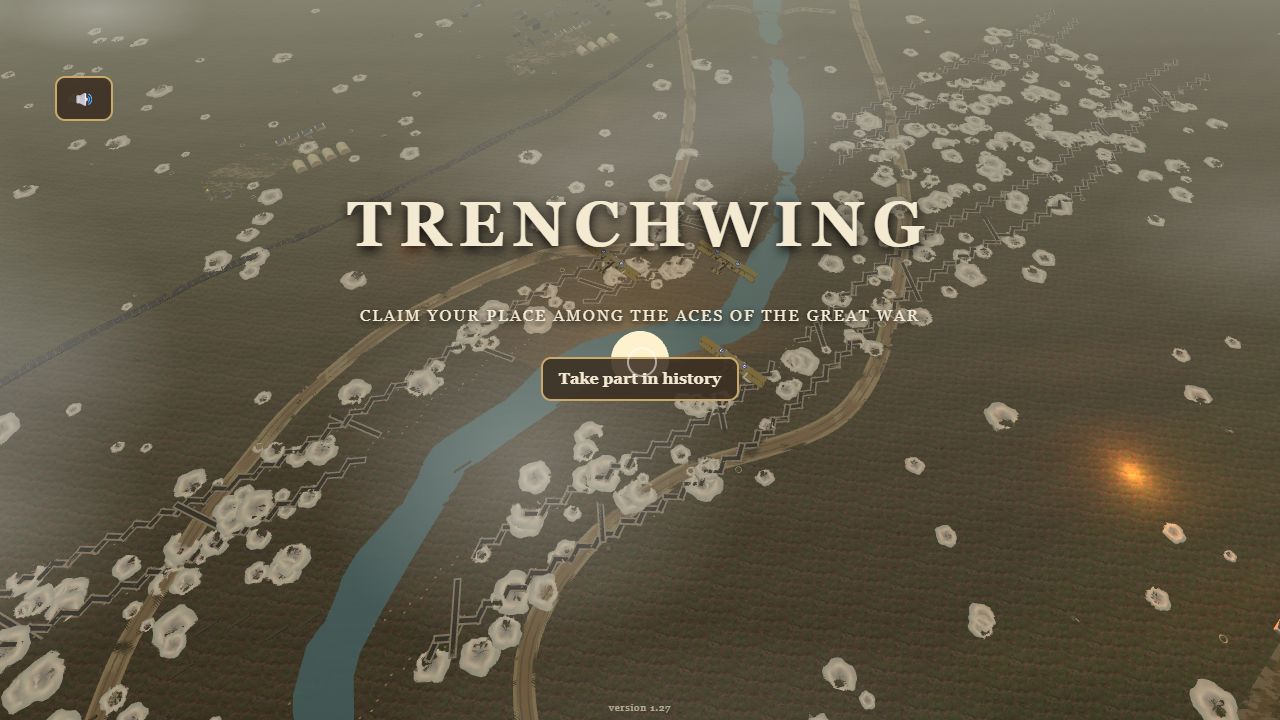 TRENCHWING
CLAIM YOUR PLACE AMONG THE ACES OF THE GREAT WAR
Take part in history
version 1.27